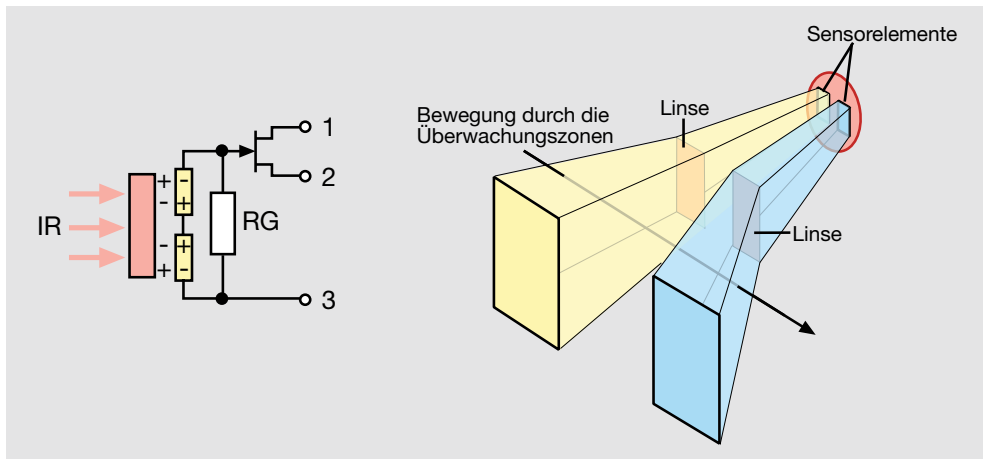 IR
+
-
-
+
-
+
+
-
RG
1
2
3
Bewegung durch die
Überwachungszonen
Linse
Sensorelemente
Linse